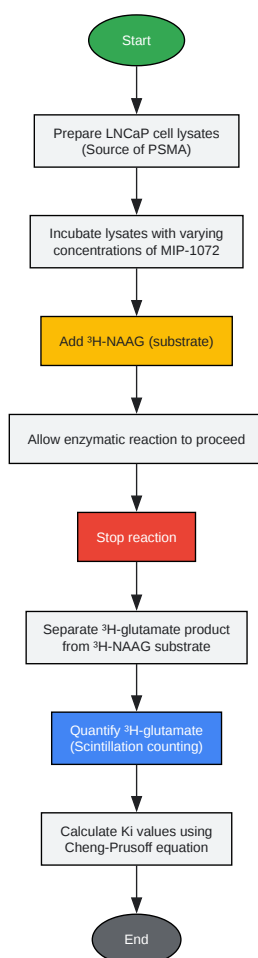 Start
Prepare LNCaP cell lysates
(Source of PSMA)
Incubate lysates with varying
concentrations of MIP-1072
Add ³H-NAAG (substrate)
Allow enzymatic reaction to proceed
Stop reaction
Separate ³H-glutamate product
from ³H-NAAG substrate
Quantify ³H-glutamate
(Scintillation counting)
Calculate Ki values using
Cheng-Prusoff equation
End